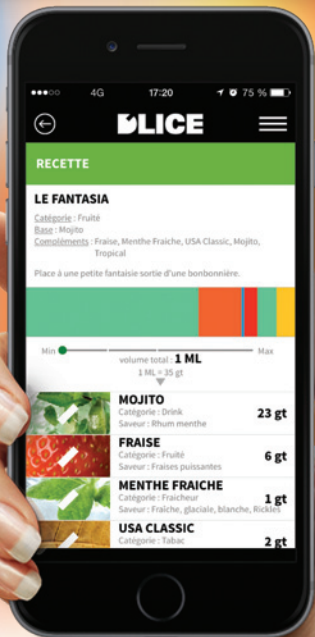 4G 17:20 75 %
DLICE
RECETTE
LE FANTASIA
Catégorie : Fruité
Base : Mojito
Compléments : Fraise, Menthe Fraiche, USA Classic, Mojito,
Tropical
Place à une petite fantaisie sortie d'une bonbonnière.
Min Max
volume total : 1 ML
1 ML = 35 gt
MOJITO
Catégorie : Drink 23 gt
Saveur : Rhum menthe
FRAISE
Catégorie : Fruité 6 gt
Saveur : Fraises puissantes
MENTHE FRAICHE
Catégorie : Fraicheur 1 gt
Saveur : Fraîche, glaciale, blanche, Rickles
USA CLASSIC
Catégorie : Tabac 2 gt